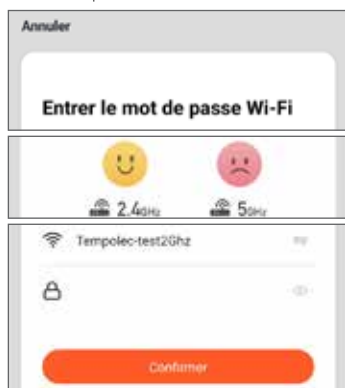 Annuler
Entrer le mot de passe Wi-Fi
2.4GHz 5GHz
Tempolec-test2Ghz
Confirmer